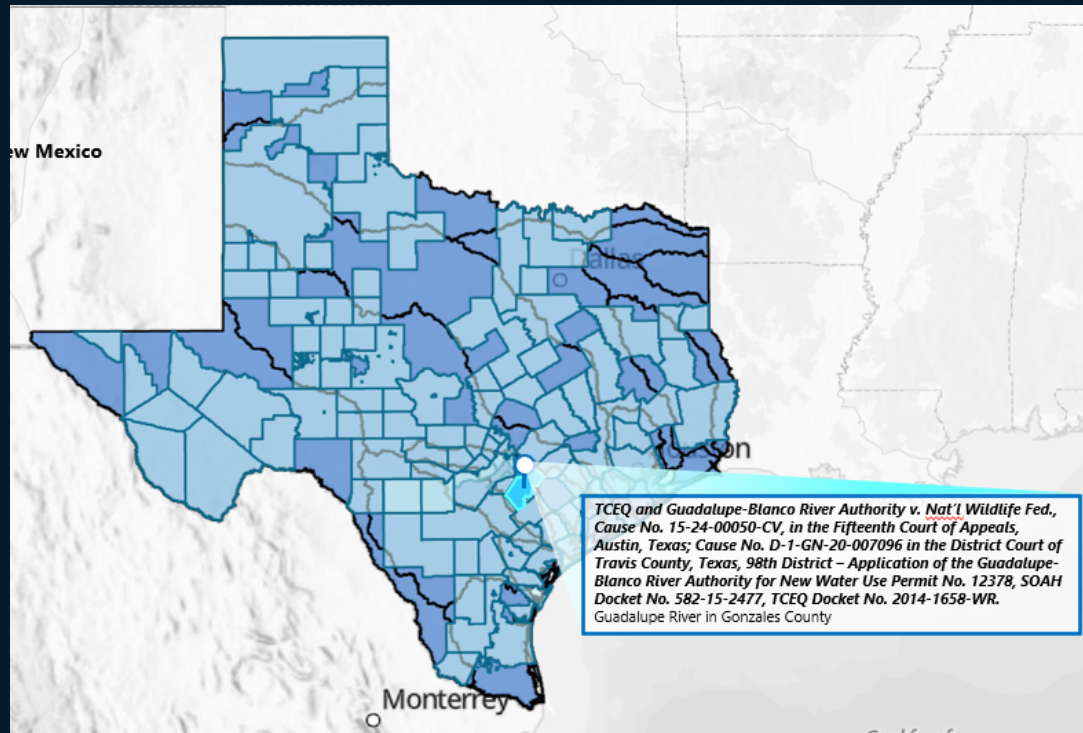 ew Mexico
Dallas
TCEQ and Guadalupe-Blanco River Authority v. Nat'l Wildlife Fed.,
Cause No. 15-24-00050-CV, in the Fifteenth Court of Appeals,
Austin, Texas; Cause No. D-1-GN-20-007096 in the District Court of
Travis County, Texas, 98th District – Application of the Guadalupe-
Blanco River Authority for New Water Use Permit No. 12378, SOAH
Docket No. 582-15-2477, TCEQ Docket No. 2014-1658-WR.
Guadalupe River in Gonzales County
Monterrey